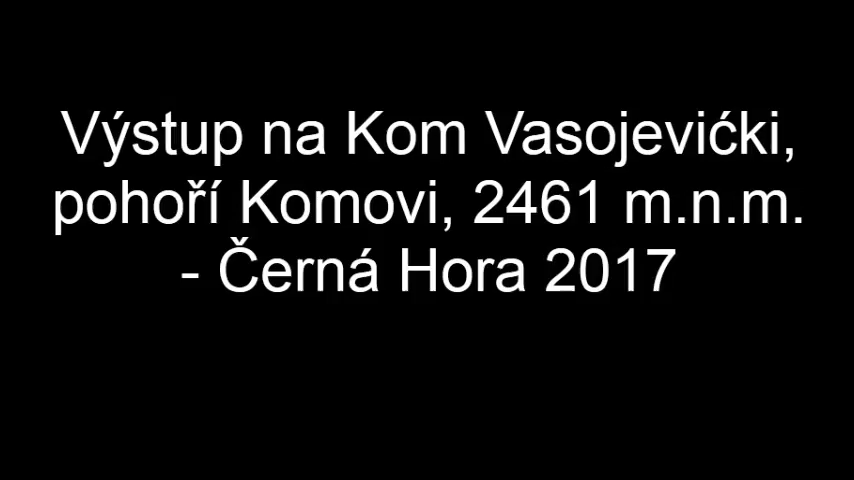 Výstup na Kom Vasojevićki,
pohoří Komovi, 2461 m.n.m.
- Černá Hora 2017